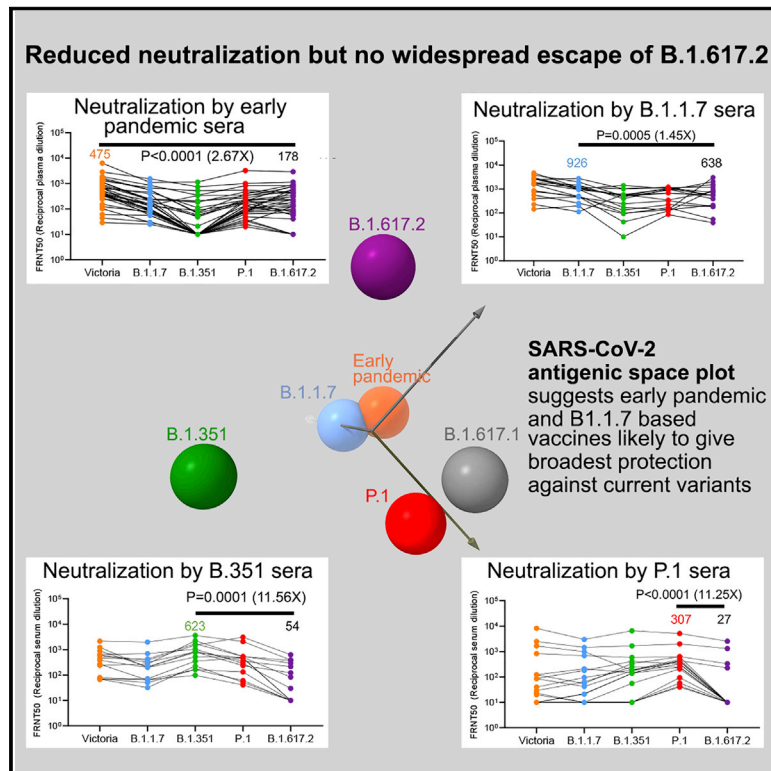 Reduced neutralization but no widespread escape of B.1.617.2
Neutralization by early
pandemic sera
P<0.0001 (2.67X)
475
178
FRNT50 (Reciprocal plasma dilution)
10⁵
10⁴
10³
10²
10¹
10⁰
Victoria B.1.1.7 B.1.351 P.1 B.1.617.2
Neutralization by B.1.1.7 sera
P=0.0005 (1.45X)
926
638
FRNT50 (Reciprocal plasma dilution)
10⁵
10⁴
10³
10²
10¹
10⁰
Victoria B.1.1.7 B.1.351 P.1 B.1.617.2
B.1.617.2
Early
pandemic
B.1.1.7
B.1.351
B.1.617.1
P.1
SARS-CoV-2
antigenic space plot
suggests early pandemic
and B1.1.7 based
vaccines likely to give
broadest protection
against current variants
Neutralization by B.351 sera
P=0.0001 (11.56X)
623
54
FRNT50 (Reciprocal serum dilution)
10⁵
10⁴
10³
10²
10¹
10⁰
Victoria B.1.1.7 B.1.351 P.1 B.1.617.2
Neutralization by P.1 sera
P<0.0001 (11.25X)
307
27
FRNT50 (Reciprocal serum dilution)
10⁵
10⁴
10³
10²
10¹
10⁰
Victoria B.1.1.7 B.1.351 P.1 B.1.617.2